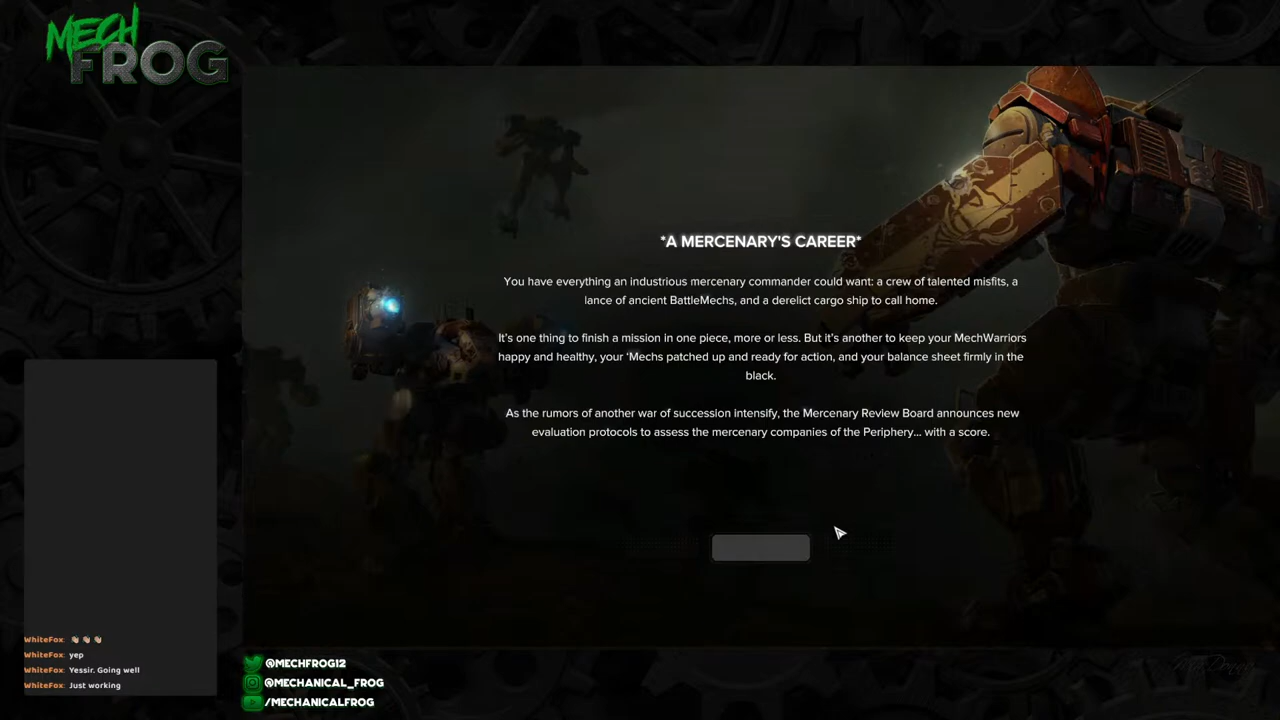 MECH
FROG
*A MERCENARY'S CAREER*
You have everything an industrious mercenary commander could want: a crew of talented misfits, a
lance of ancient BattleMechs, and a derelict cargo ship to call home.
It's one thing to finish a mission in one piece, more or less. But it's another to keep your MechWarriors
happy and healthy, your ‘Mechs patched up and ready for action, and your balance sheet firmly in the
black.
As the rumors of another war of succession intensify, the Mercenary Review Board announces new
evaluation protocols to assess the mercenary companies of the Periphery... with a score.
WhiteFox: 👏🏼 👏🏼 👏🏼
WhiteFox: yep
WhiteFox: Yessir. Going well
WhiteFox: Just working
@MECHFROG12
@MECHANICAL_FROG
/MECHANICALFROG